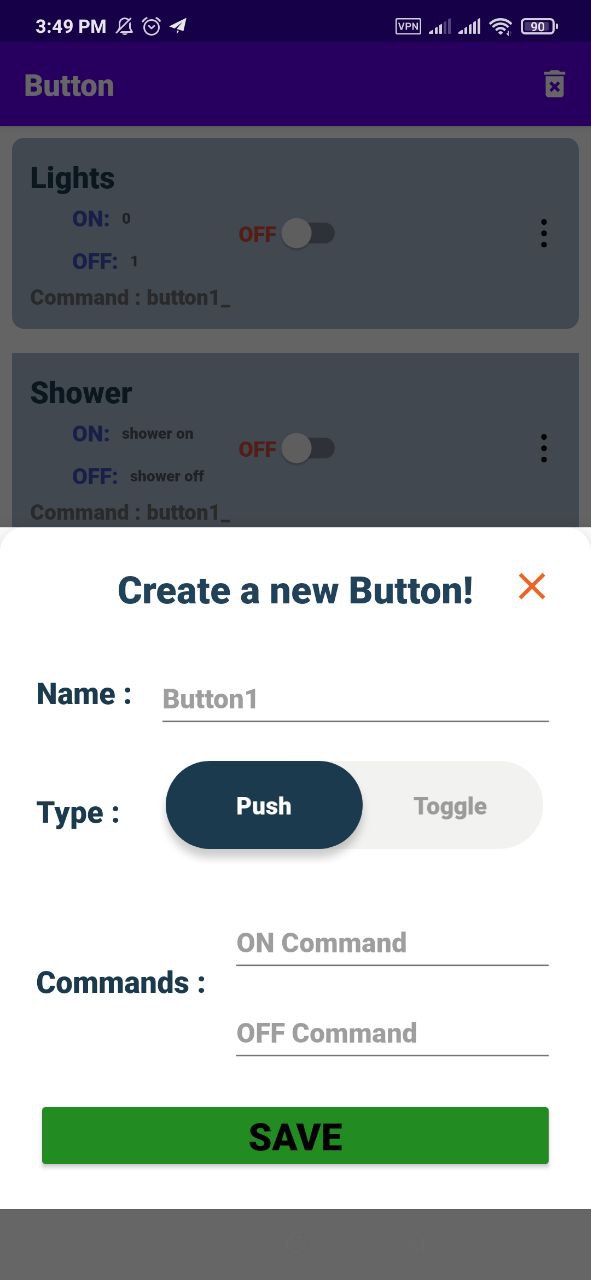 3:49 PM VPN 90
Button
Lights
ON: 0
OFF
OFF: 1
Command : button1_
Shower
ON: shower on
OFF
OFF: shower off
Command : button1_
Create a new Button!
Name : Button1
Type : Push Toggle
ON Command
Commands :
OFF Command
SAVE